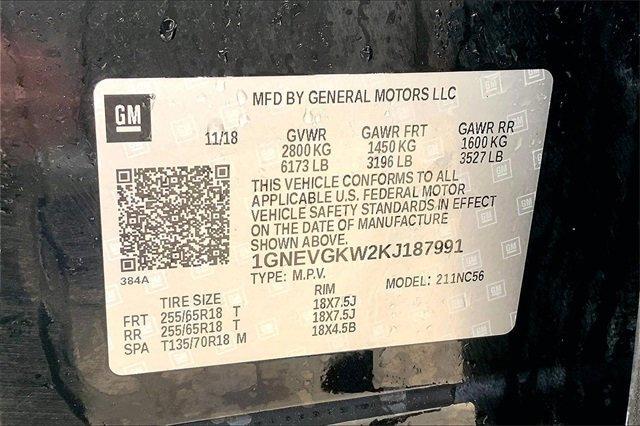 GM
MFD BY GENERAL MOTORS LLC
11/18 GVWR GAWR FRT GAWR RR
2800 KG 1450 KG 1600 KG
6173 LB 3196 LB 3527 LB
THIS VEHICLE CONFORMS TO ALL
APPLICABLE U.S. FEDERAL MOTOR
VEHICLE SAFETY STANDARDS IN EFFECT
ON THE DATE OF MANUFACTURE
SHOWN ABOVE.
1GNEVGKW2KJ187991
384A
TYPE: M.P.V. MODEL: 211NC56
TIRE SIZE RIM
FRT 255/65R18 T 18X7.5J
RR 255/65R18 T 18X7.5J
SPA T135/70R18 M 18X4.5B